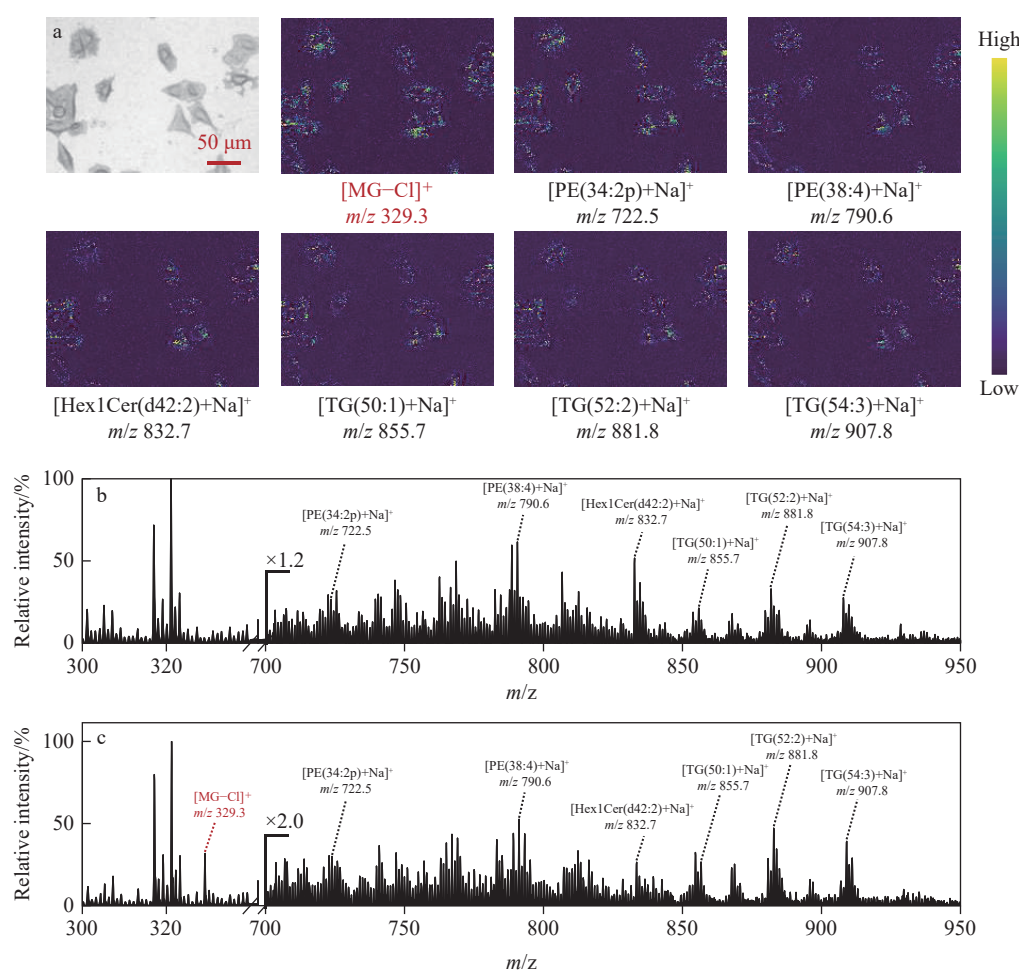 a
50 μm
High
[MG−Cl]⁺
m/z 329.3
[PE(34:2p)+Na]⁺
m/z 722.5
[PE(38:4)+Na]⁺
m/z 790.6
[Hex1Cer(d42:2)+Na]⁺
m/z 832.7
[TG(50:1)+Na]⁺
m/z 855.7
[TG(52:2)+Na]⁺
m/z 881.8
[TG(54:3)+Na]⁺
m/z 907.8
Low
Relative intensity/%
100
50
0
b
×1.2
[PE(34:2p)+Na]⁺
m/z 722.5
[PE(38:4)+Na]⁺
m/z 790.6
[Hex1Cer(d42:2)+Na]⁺
m/z 832.7
[TG(50:1)+Na]⁺
m/z 855.7
[TG(52:2)+Na]⁺
m/z 881.8
[TG(54:3)+Na]⁺
m/z 907.8
300 320 700 750 800 850 900 950
m/z
Relative intensity/%
100
50
0
c
[MG−Cl]⁺
m/z 329.3
×2.0
[PE(34:2p)+Na]⁺
m/z 722.5
[PE(38:4)+Na]⁺
m/z 790.6
[Hex1Cer(d42:2)+Na]⁺
m/z 832.7
[TG(50:1)+Na]⁺
m/z 855.7
[TG(52:2)+Na]⁺
m/z 881.8
[TG(54:3)+Na]⁺
m/z 907.8
300 320 700 750 800 850 900 950
m/z